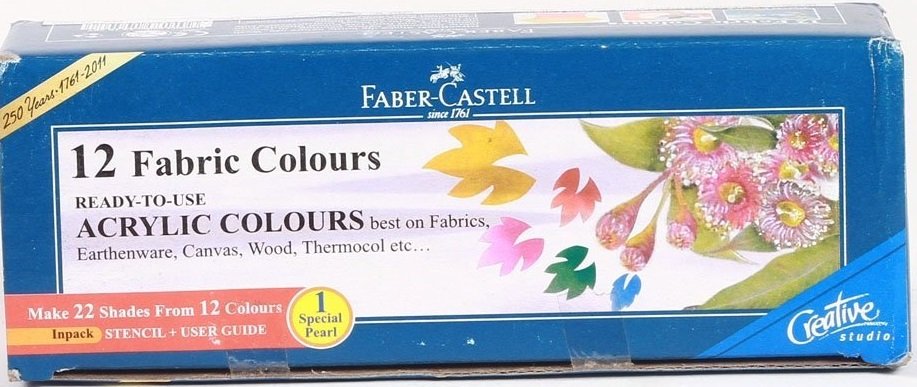 250 Years·1761-2011
FABER-CASTELL
since 1761
12 Fabric Colours
READY-TO-USE
ACRYLIC COLOURS best on Fabrics,
Earthenware, Canvas, Wood, Thermocol etc...
Make 22 Shades From 12 Colours
Inpack STENCIL + USER GUIDE
1
Special
Pearl
Creative
studio